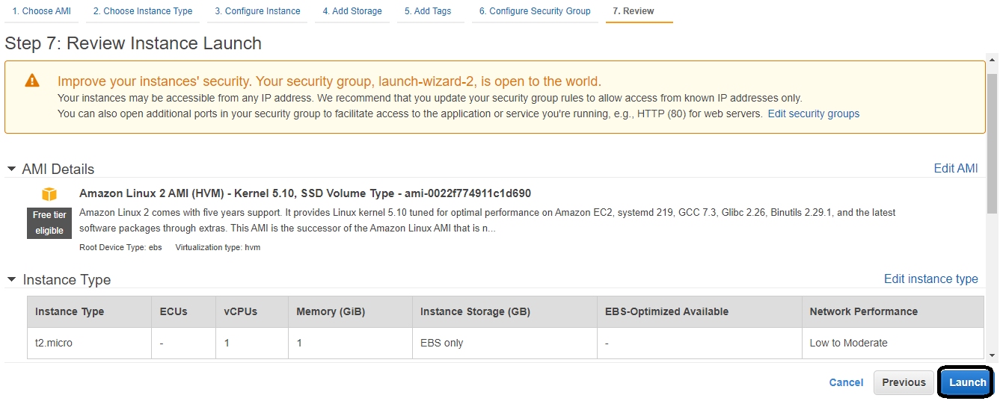 1. Choose AMI 2. Choose Instance Type 3. Configure Instance 4. Add Storage 5. Add Tags 6. Configure Security Group 7. Review
Step 7: Review Instance Launch
Improve your instances' security. Your security group, launch-wizard-2, is open to the world.
Your instances may be accessible from any IP address. We recommend that you update your security group rules to allow access from known IP addresses only.
You can also open additional ports in your security group to facilitate access to the application or service you're running, e.g., HTTP (80) for web servers. Edit security groups
AMI Details Edit AMI
Amazon Linux 2 AMI (HVM) - Kernel 5.10, SSD Volume Type - ami-0022f774911c1d690
Free tier
eligible
Amazon Linux 2 comes with five years support. It provides Linux kernel 5.10 tuned for optimal performance on Amazon EC2, systemd 219, GCC 7.3, Glibc 2.26, Binutils 2.29.1, and the latest
software packages through extras. This AMI is the successor of the Amazon Linux AMI that is n...
Root Device Type: ebs Virtualization type: hvm
Instance Type Edit instance type
Instance Type ECUs vCPUs Memory (GiB) Instance Storage (GB) EBS-Optimized Available Network Performance
t2.micro - 1 1 EBS only - Low to Moderate
Cancel Previous Launch